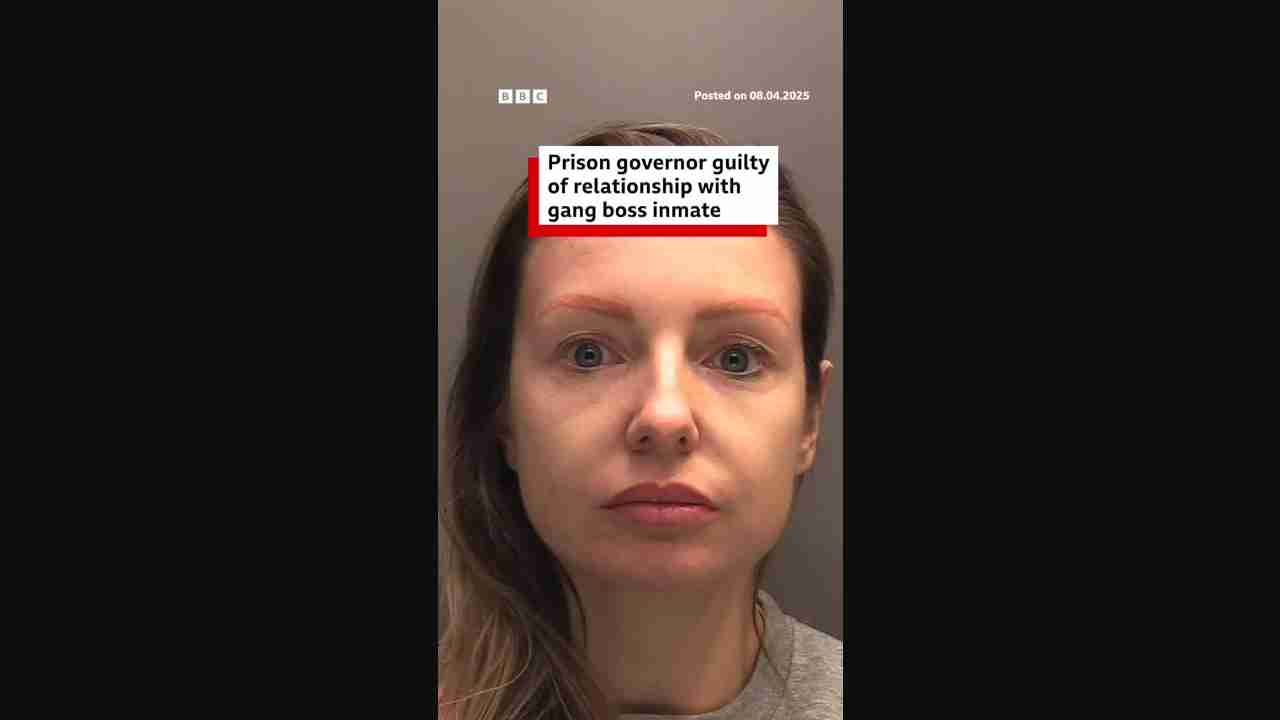 BBC
Posted on 08.04.2025
Prison governor guilty
of relationship with
gang boss inmate